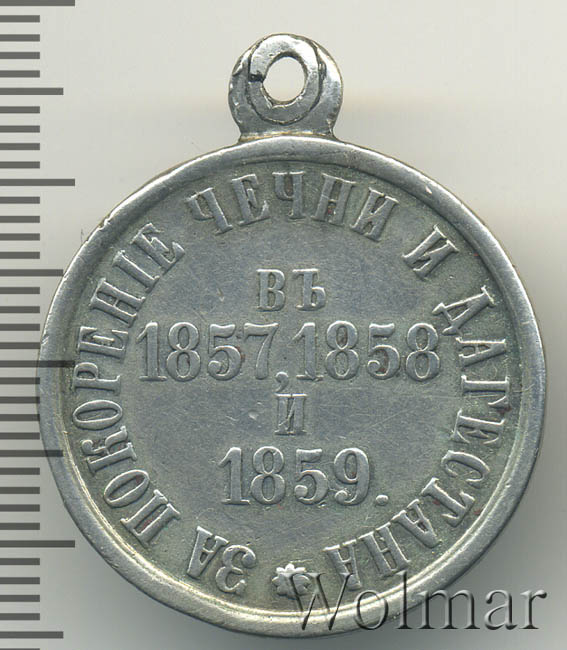 ЗА ПОКОРЕНІЕ ЧЕЧНИ И ДАГЕСТАНА
ВЪ
1857, 1858
И
1859.
Wolmar